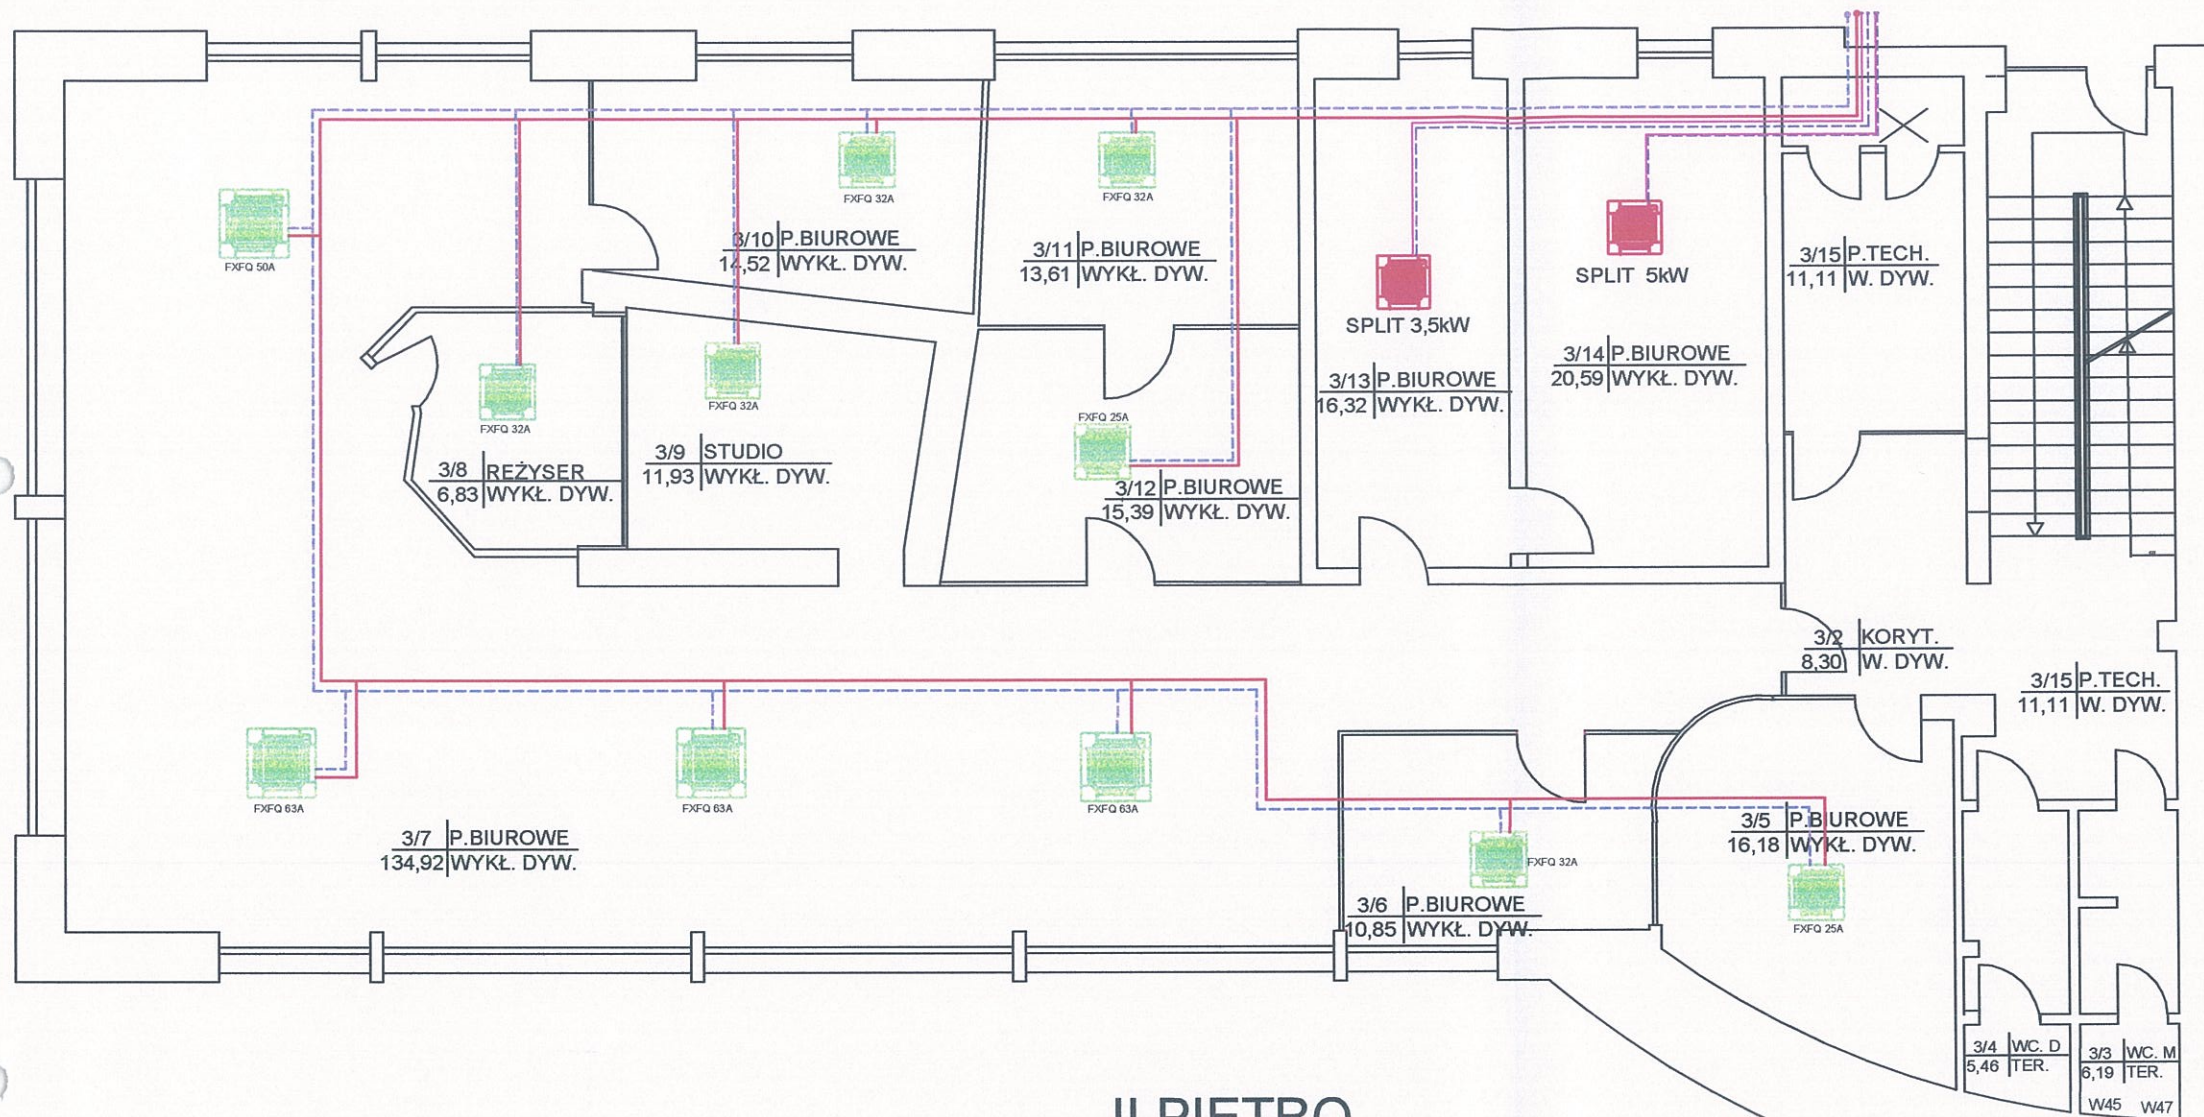 FXFQ 32A
FXFQ 32A
3/10 P.BIUROWE
14,52 WYKŁ. DYW.
3/11 P.BIUROWE
13,61 WYKŁ. DYW.
3/15 P.TECH.
11,11 W. DYW.
FXFQ 50A
SPLIT 5kW
SPLIT 3,5kW
3/14 P.BIUROWE
20,59 WYKŁ. DYW.
3/13 P.BIUROWE
16,32 WYKŁ. DYW.
FXFQ 32A
FXFQ 25A
FXFQ 32A
3/9 STUDIO
11,93 WYKŁ. DYW.
3/8 REŻYSER
6,83 WYKŁ. DYW.
3/12 P.BIUROWE
15,39 WYKŁ. DYW.
3/2 KORYT.
8,30 W. DYW.
3/15 P.TECH.
11,11 W. DYW.
FXFQ 63A
FXFQ 63A
FXFQ 63A
3/7 P.BIUROWE
134,92 WYKŁ. DYW.
3/5 P.BIUROWE
16,18 WYKŁ. DYW.
FXFQ 32A
3/6 P.BIUROWE
10,85 WYKŁ. DYW.
FXFQ 25A
3/4 WC. D
5,46 TER.
3/3 WC. M
6,19 TER.
W45 W47
II PIĘTRO